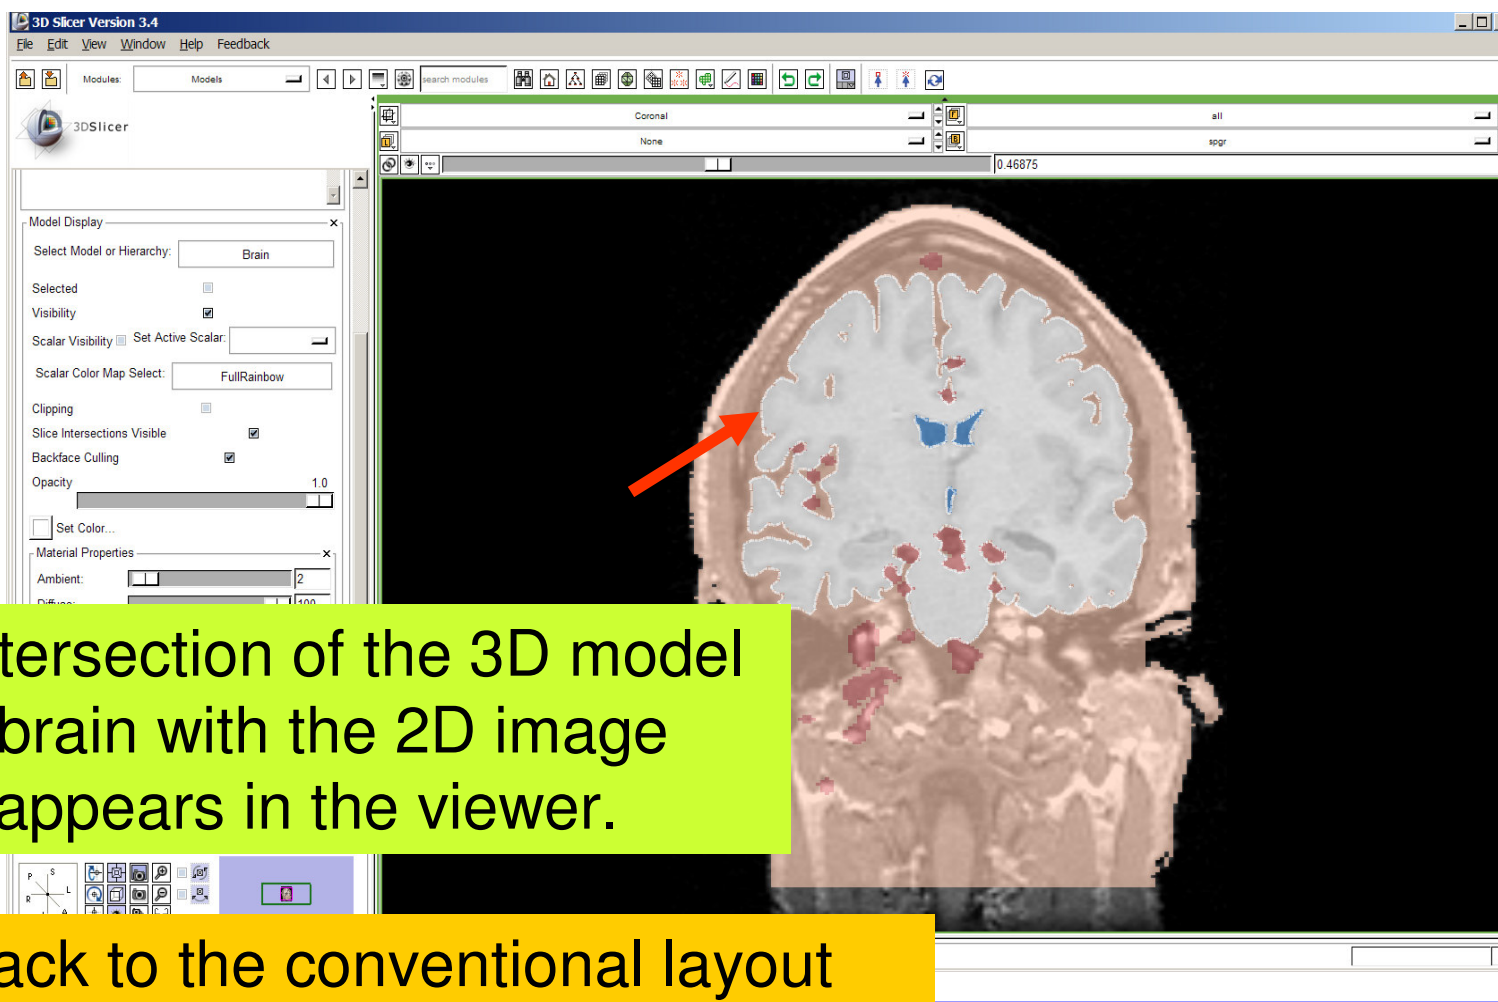 3D Slicer Version 3.4
File Edit View Window Help Feedback
Modules: Models search modules
3DSlicer
Coronal all
None spgr
0.46875
Model Display
Select Model or Hierarchy: Brain
Selected
Visibility
Scalar Visibility Set Active Scalar:
Scalar Color Map Select: FullRainbow
Clipping
Slice Intersections Visible
Backface Culling
Opacity 1.0
Set Color...
Material Properties
Ambient: 2
tersection of the 3D model
brain with the 2D image
appears in the viewer.
P S
R L
A
ack to the conventional layout